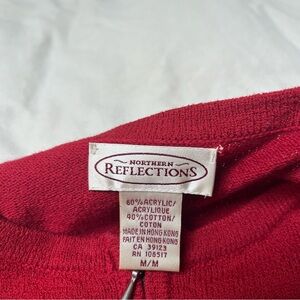 NORTHERN
REFLECTIONS
60% ACRYLIC/
ACRYLIQUE
40% COTTON/
COTON
MADE IN HONG KONG
FAIT EN HONG KONG
CA 39123
RN 108517
M/M